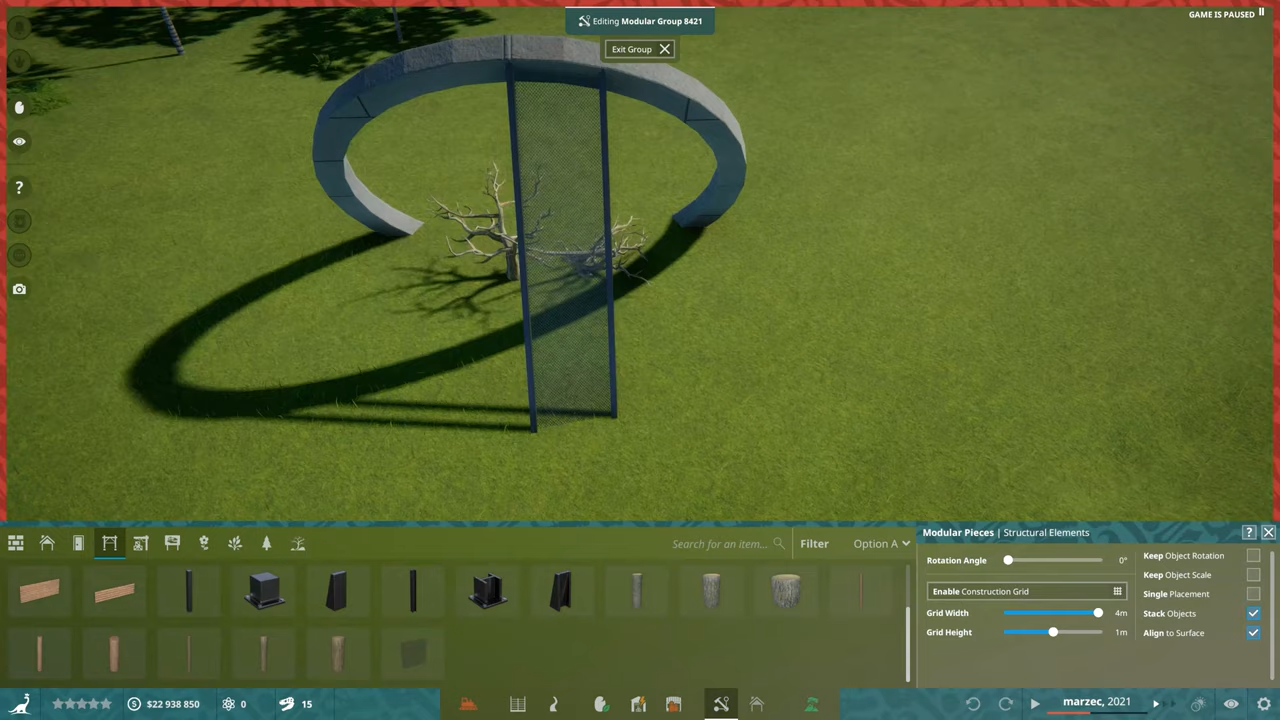 Editing Modular Group 8421
GAME IS PAUSED
Exit Group
?
Search for an item...
Filter
Option A
Modular Pieces | Structural Elements
?
Rotation Angle
0°
Keep Object Rotation
Keep Object Scale
Enable Construction Grid
Single Placement
Grid Width
4m
Stack Objects
Grid Height
1m
Align to Surface
$22 938 850
0
15
marzec, 2021